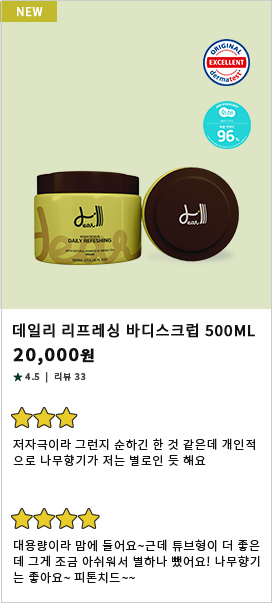 NEW
ORIGINAL
EXCELLENT
dermatest®
96%
Dear
BODY SCRUB
DAILY REFRESHING
Dear
데일리 리프레싱 바디스크럽 500ML
20,000원
★4.5 | 리뷰 33
저자극이라 그런지 순하긴 한 것 같은데 개인적
으로 나무향기가 저는 별로인 듯 해요
대용량이라 맘에 들어요~근데 튜브형이 더 좋은
데 그게 조금 아쉬워서 별하나 뺐어요! 나무향기
는 좋아요~ 피톤치드~~